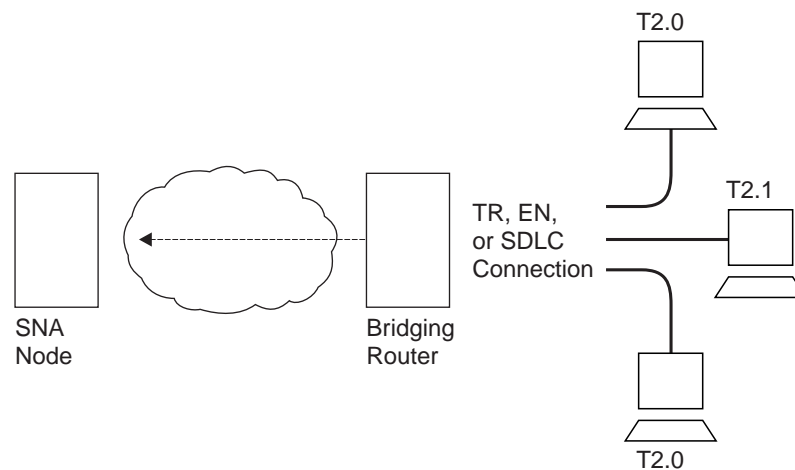 T2.0
T2.1
TR, EN,
or SDLC
Connection
SNA
Node
Bridging
Router
T2.0